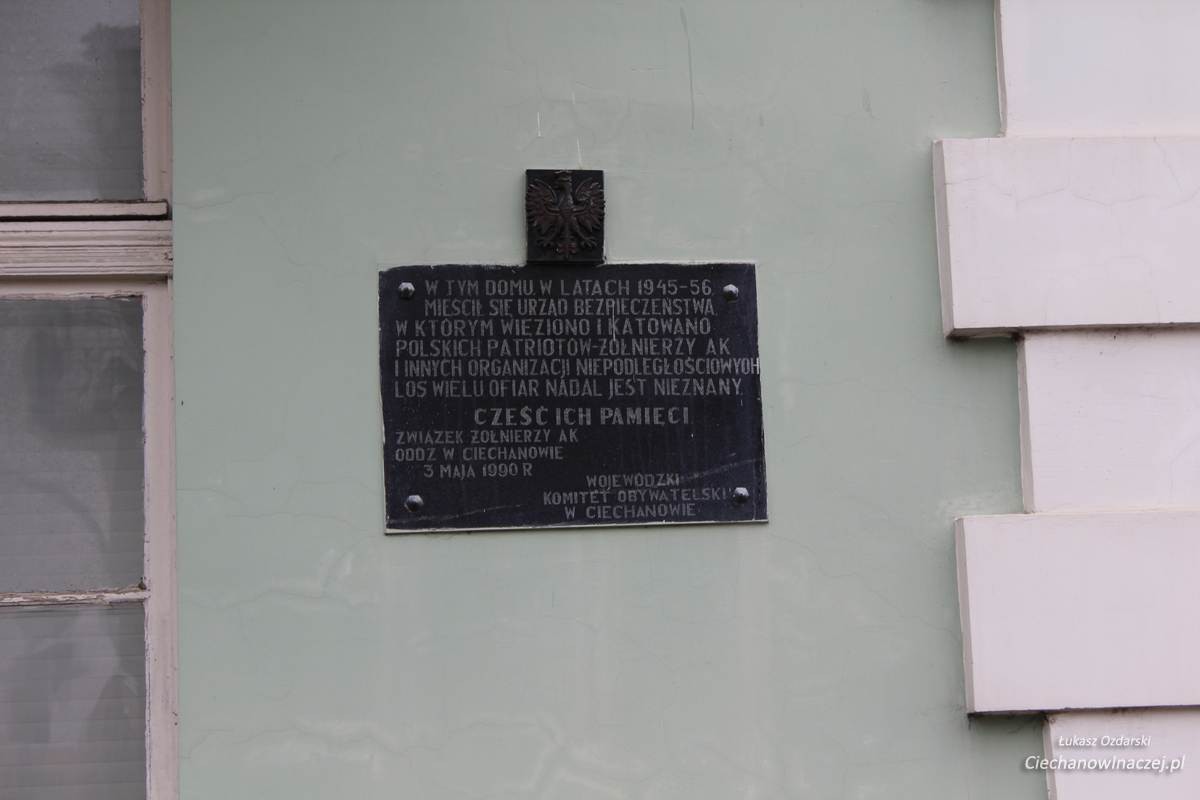 W TYM DOMU W LATACH 1945-56
MIEŚCIŁ SIĘ URZĄD BEZPIECZEŃSTWA,
W KTÓRYM WIĘZIONO I KATOWANO
POLSKICH PATRIOTÓW-ŻOŁNIERZY AK
I INNYCH ORGANIZACJI NIEPODLEGŁOŚCIOWYCH
LOS WIELU OFIAR NADAL JEST NIEZNANY.
CZEŚĆ ICH PAMIĘCI
ZWIĄZEK ŻOŁNIERZY AK
ODDZ W CIECHANOWIE
3 MAJA 1990 R
WOJEWÓDZKI
KOMITET OBYWATELSKI
W CIECHANOWIE
Łukasz Ozdarski
CiechanowInaczej.pl